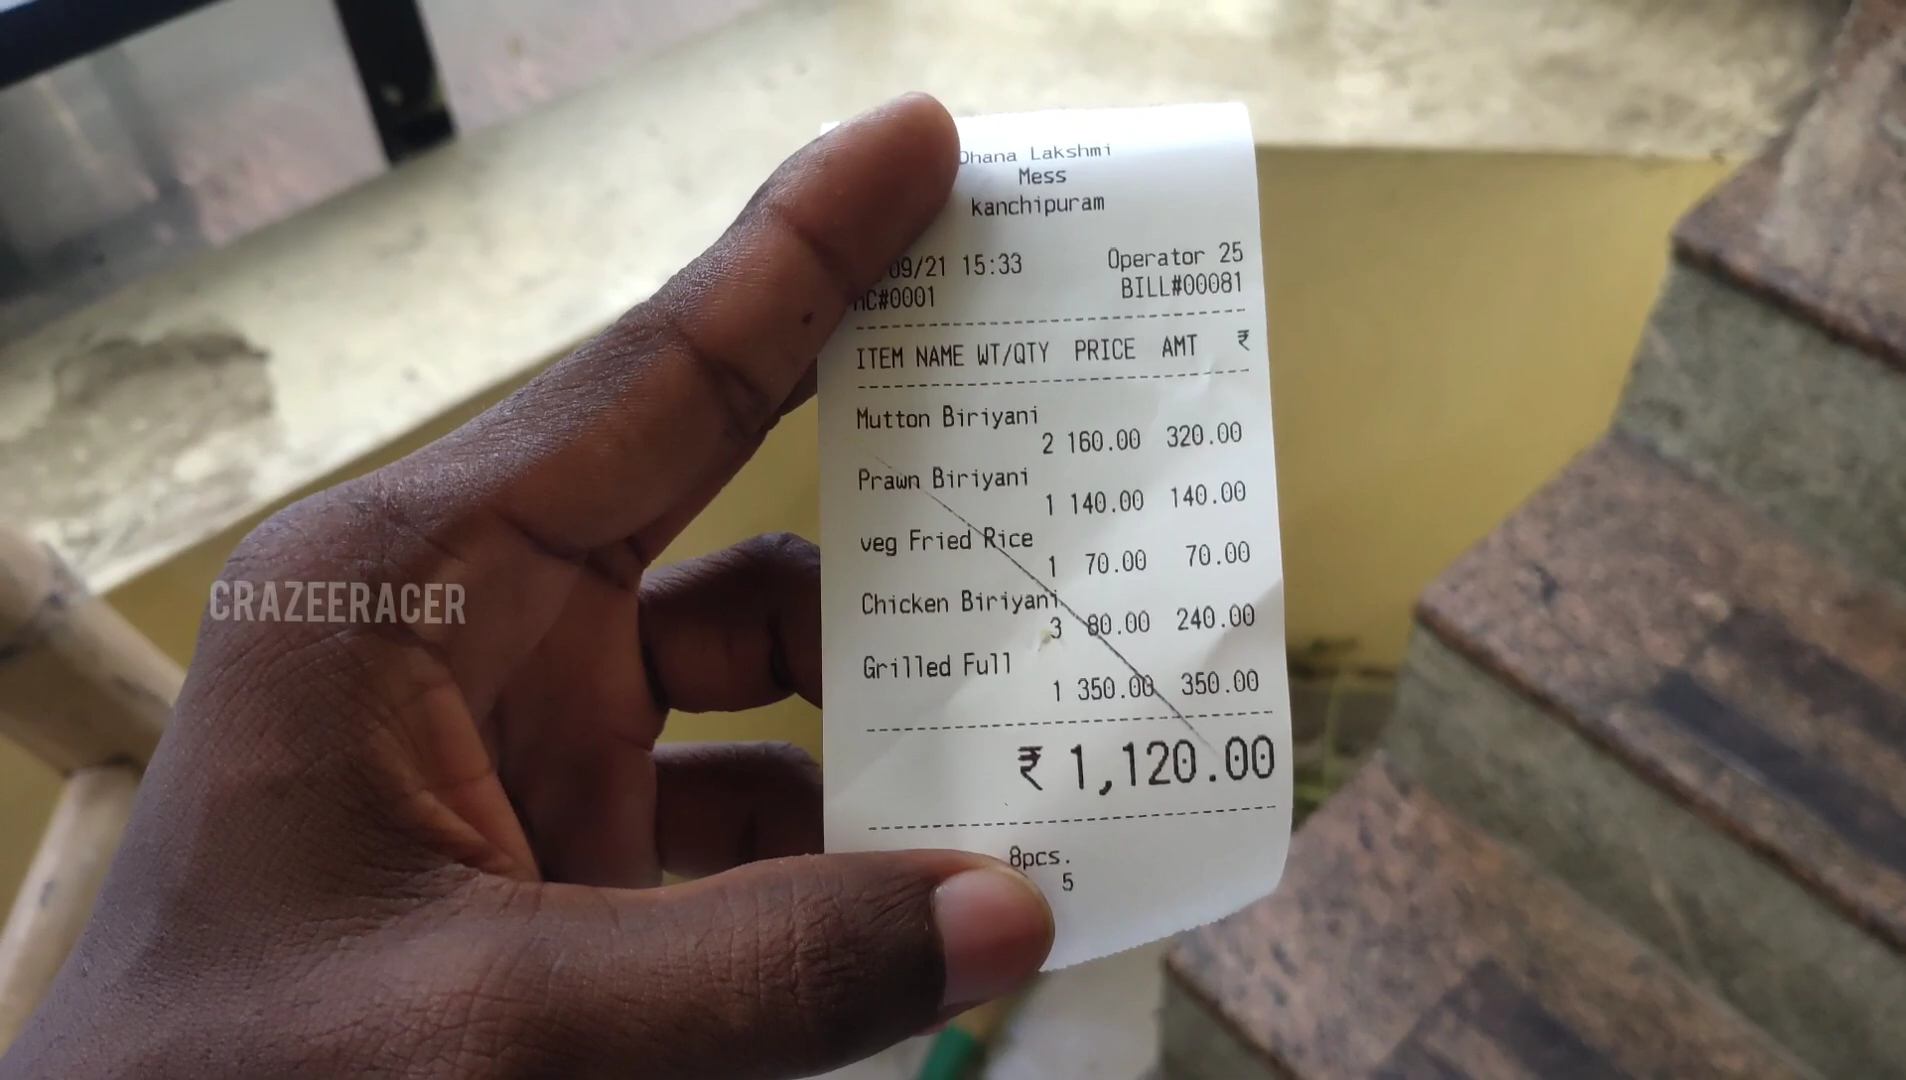 Dhana Lakshmi
Mess
kanchipuram
09/21 15:33 Operator 25
MC#0001 BILL#00081
ITEM NAME WT/QTY PRICE AMT ₹
Mutton Biriyani
2 160.00 320.00
Prawn Biriyani
1 140.00 140.00
veg Fried Rice
1 70.00 70.00
Chicken Biriyani
3 80.00 240.00
Grilled Full
1 350.00 350.00
₹ 1,120.00
8pcs.
5
CRAZEERACER